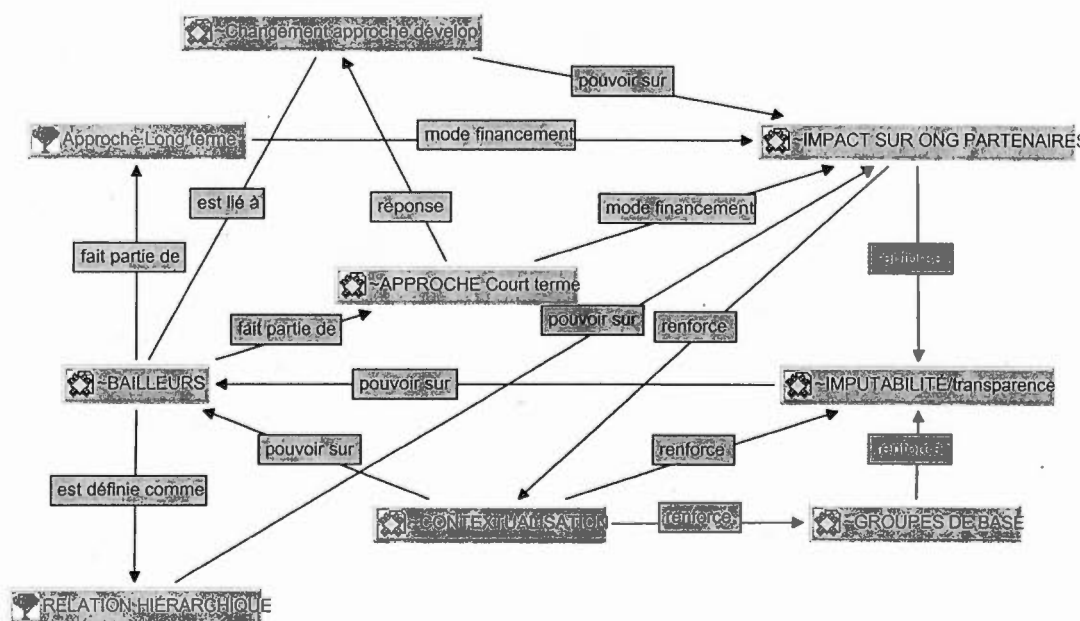 ~Changement approche dévelop
pouvoir sur
Approche Long terme
mode financement
~IMPACT SUR ONG PARTENAIRES
est lié à
réponse
mode financement
fait partie de
~APPROCHE Court terme
fait partie de
pouvoir sur
renforce
~BAILLEURS
pouvoir sur
~IMPUTABILITÉ/transparence
pouvoir sur
renforce
renforce
est définie comme
~CONTEXTUALISATION
renforce
~GROUPES DE BASE
RELATION HIÉRARCHIQUE